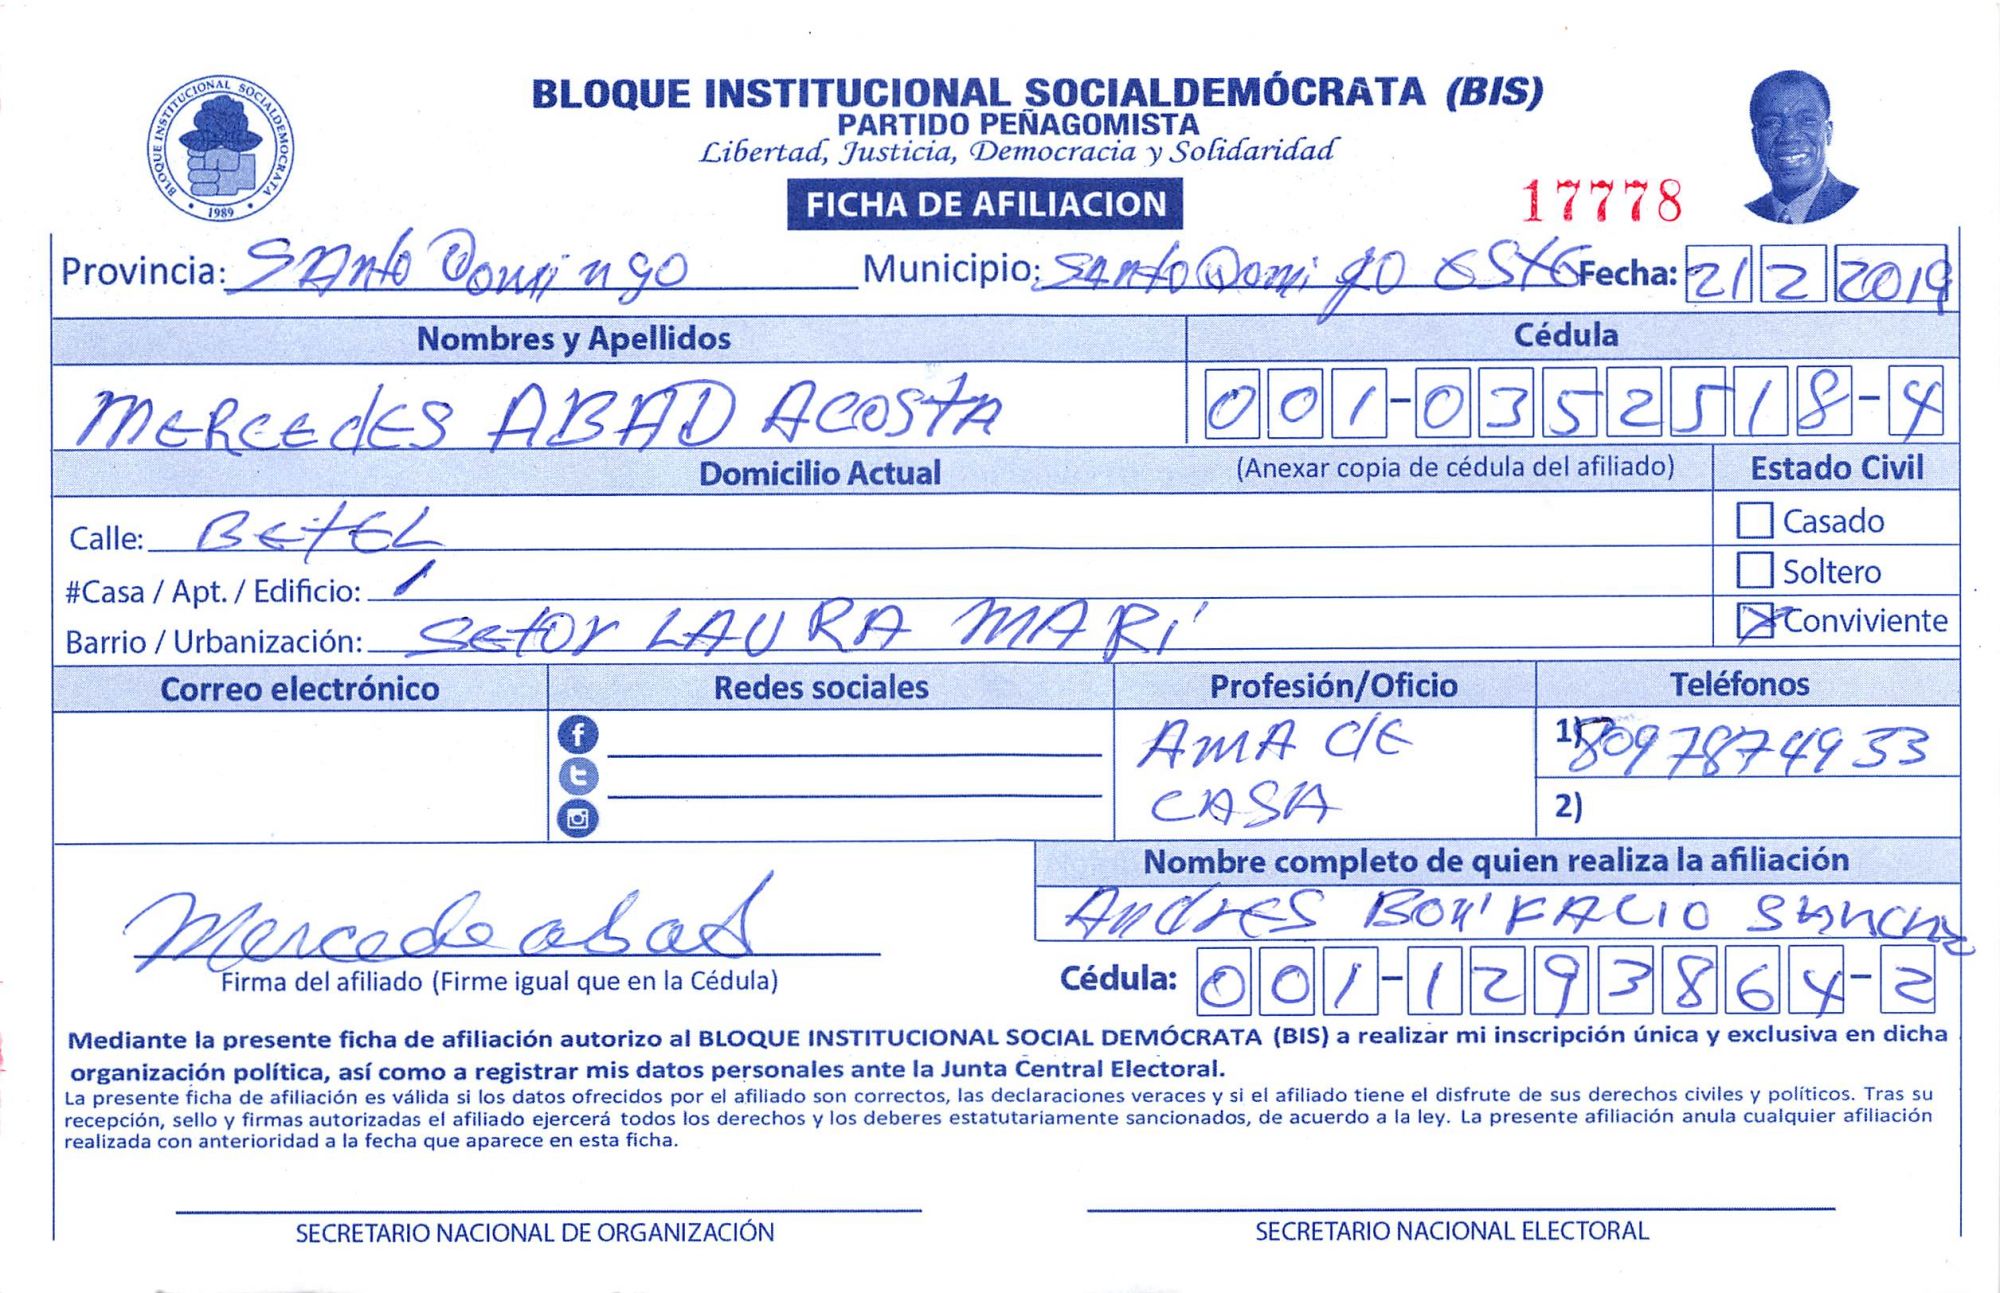 BLOQUE INSTITUCIONAL SOCIALDEMOCRATA
1989
BLOQUE INSTITUCIONAL SOCIALDEMÓCRATA (BIS)
PARTIDO PEÑAGOMISTA
Libertad, Justicia, Democracia y Solidaridad
FICHA DE AFILIACION
17778
Provincia: SAnto Domingo Municipio: SAnto Domingo ESTE Fecha: 21 2 2019
Nombres y Apellidos Cédula
MERCEdES ABAD ACOSTA 001-0352518-4
Domicilio Actual (Anexar copia de cédula del afiliado) Estado Civil
Calle: BETEL Casado
#Casa / Apt. / Edificio: 1 Soltero
Barrio / Urbanización: Setor LAURA MARI Conviviente
Correo electrónico Redes sociales Profesión/Oficio Teléfonos
AMA dE 1) 8097874933
CASA 2)
Nombre completo de quien realiza la afiliación
AndrES BONIFACIO SAnchez
Mercede abad
Firma del afiliado (Firme igual que en la Cédula) Cédula: 001-1293864-2
Mediante la presente ficha de afiliación autorizo al BLOQUE INSTITUCIONAL SOCIAL DEMÓCRATA (BIS) a realizar mi inscripción única y exclusiva en dicha
organización política, así como a registrar mis datos personales ante la Junta Central Electoral.
La presente ficha de afiliación es válida si los datos ofrecidos por el afiliado son correctos, las declaraciones veraces y si el afiliado tiene el disfrute de sus derechos civiles y políticos. Tras su
recepción, sello y firmas autorizadas el afiliado ejercerá todos los derechos y los deberes estatutariamente sancionados, de acuerdo a la ley. La presente afiliación anula cualquier afiliación
realizada con anterioridad a la fecha que aparece en esta ficha.
SECRETARIO NACIONAL DE ORGANIZACIÓN SECRETARIO NACIONAL ELECTORAL